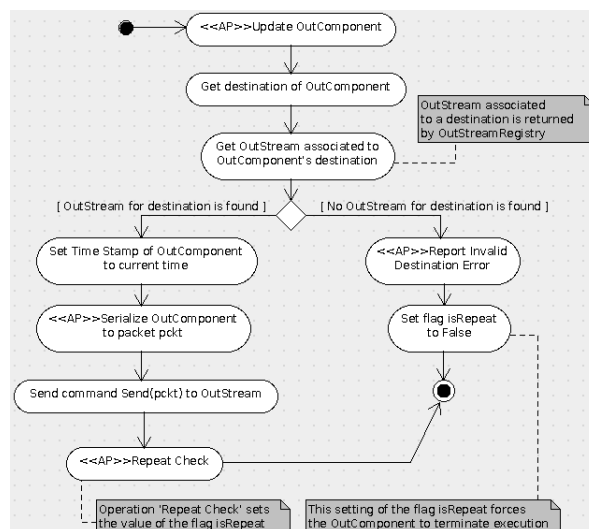 <<AP>>Update OutComponent
Get destination of OutComponent
OutStream associated
to a destination is returned
by OutStreamRegistry
Get OutStream associated to
OutComponent's destination
[ OutStream for destination is found ]
[ No OutStream for destination is found ]
Set Time Stamp of OutComponent
to current time
<<AP>>Report Invalid
Destination Error
<<AP>>Serialize OutComponent
to packet pckt
Set flag isRepeat
to False
Send command Send(pckt) to OutStream
<<AP>>Repeat Check
Operation 'Repeat Check' sets
the value of the flag isRepeat
This setting of the flag isRepeat forces
the OutComponent to terminate execution